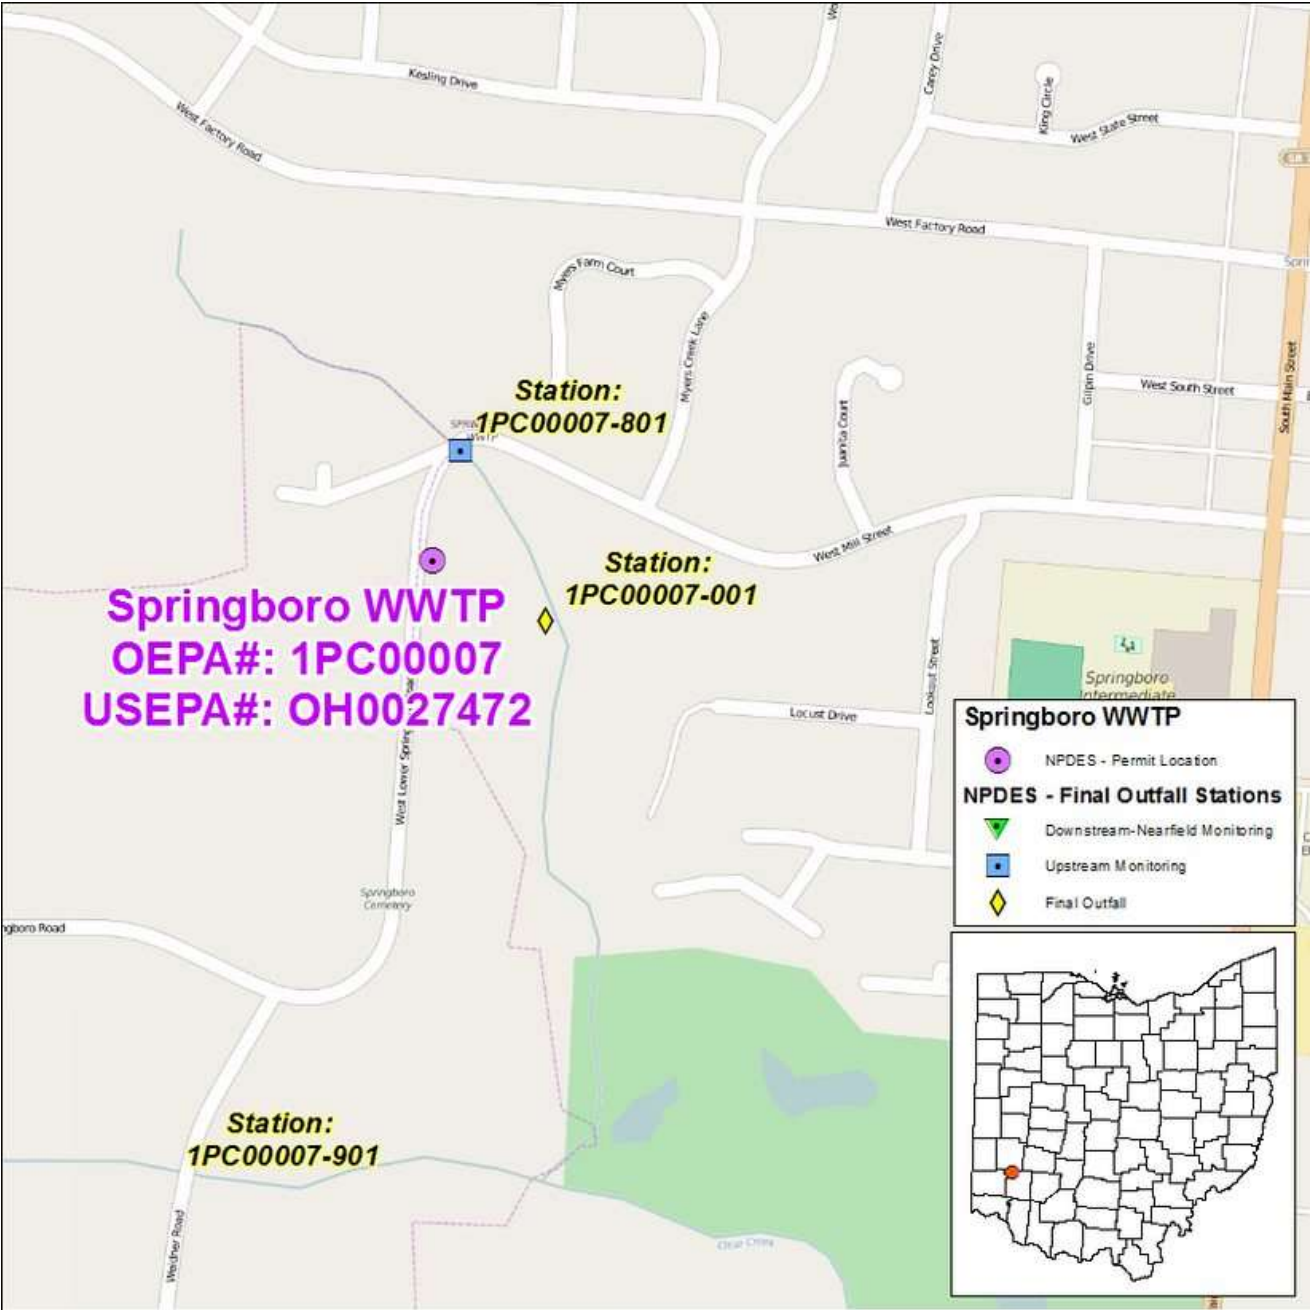 Kesling Drive
Carey Drive
King Circle
West State Street
West Factory Road
West Factory Road
Myers Farm Court
Myers Creek Lane
Gilpin Drive
West South Street
South Main Street
Juanita Court
Station:
1PC00007-801
WWTP
West Mill Street
Station:
1PC00007-001
Springboro WWTP
OEPA#: 1PC00007
USEPA#: OH0027472
Lookout Street
Springboro
Intermediate
Locust Drive
West Lower Spring
Springboro
Cemetery
ngboro Road
Station:
1PC00007-901
Weidner Road
Clear Creek
Springboro WWTP
NPDES - Permit Location
NPDES - Final Outfall Stations
Downstream-Nearfield Monitoring
Upstream Monitoring
Final Outfall